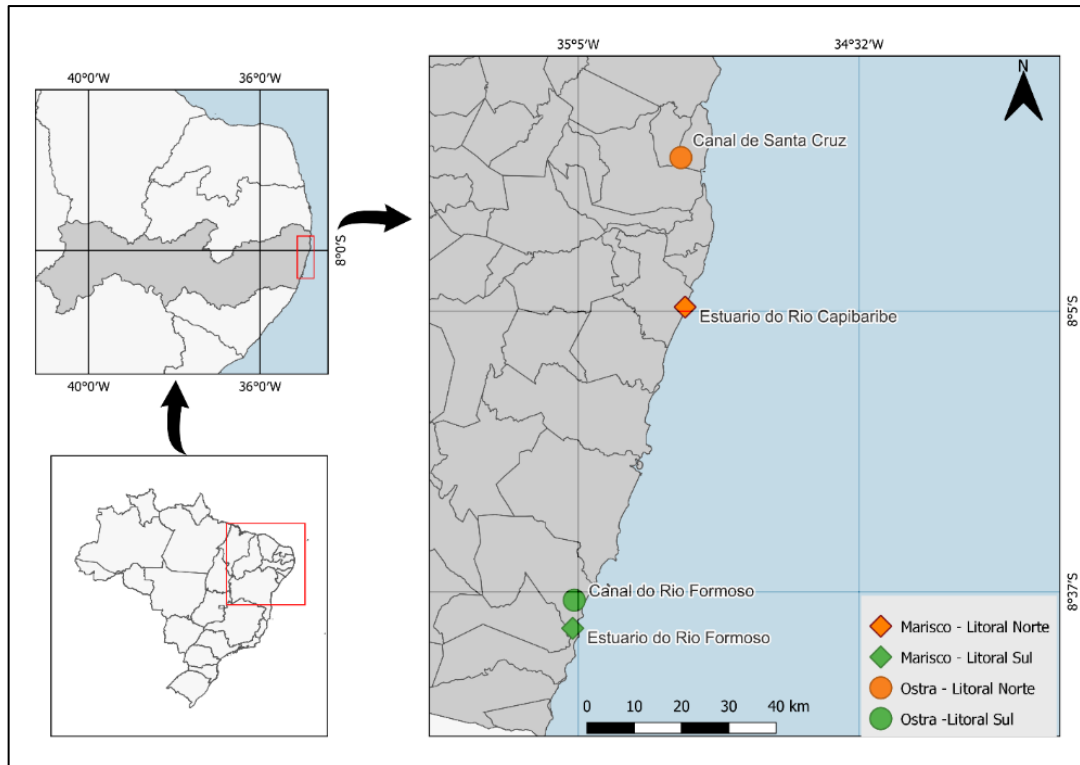 40°0'W
36°0'W
8°0'S
40°0'W
36°0'W
35°5'W
34°32'W
N
Canal de Santa Cruz
Estuario do Rio Capibaribe
8°5'S
Canal do Rio Formoso
8°37'S
Estuario do Rio Formoso
Marisco - Litoral Norte
Marisco - Litoral Sul
Ostra - Litoral Norte
Ostra -Litoral Sul
0 10 20 30 40 km